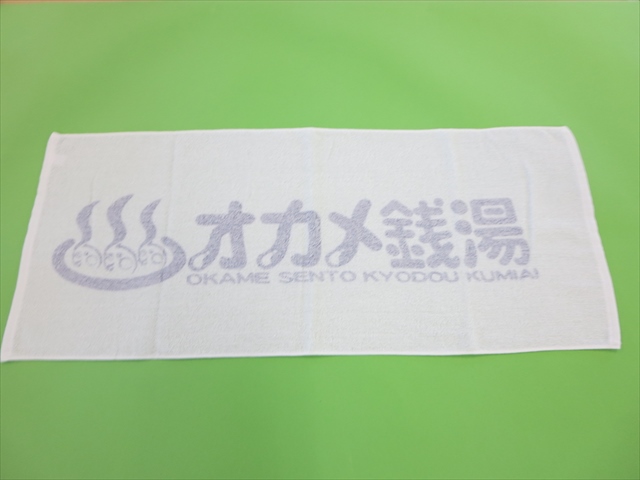 オカメ銭湯
OKAME SENTO KYODOU KUMIAI